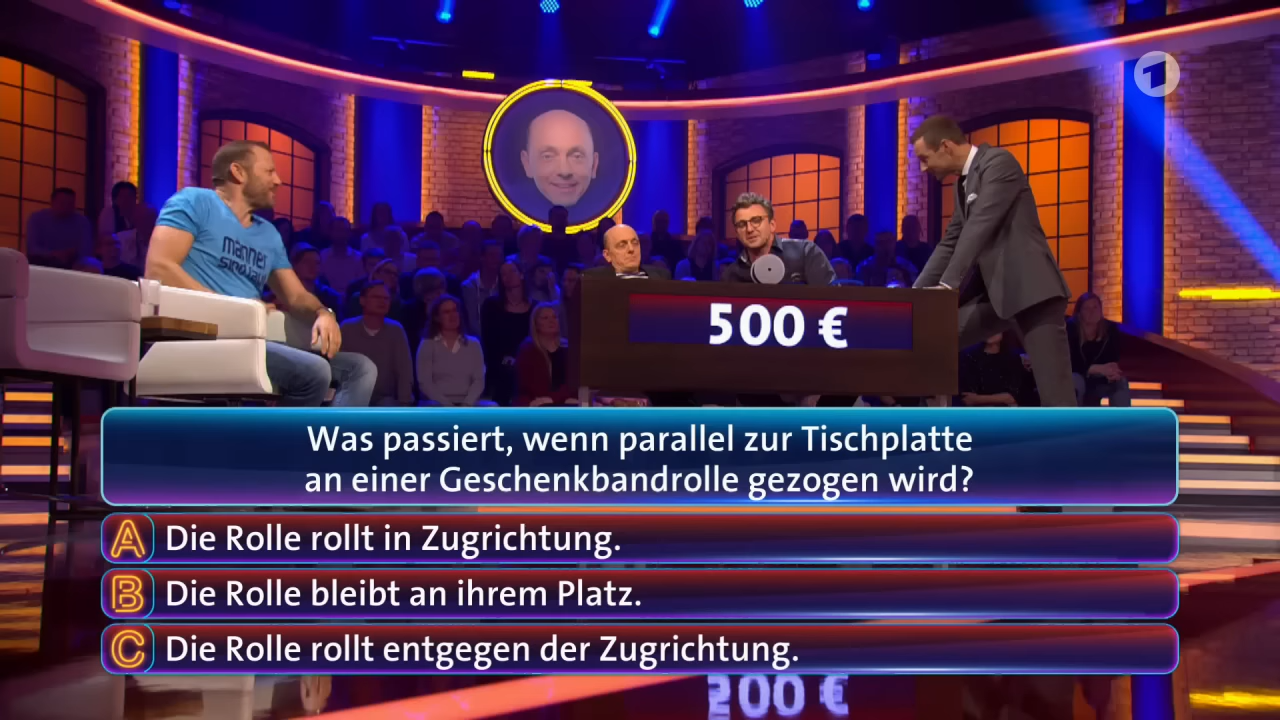 1
männer
500 €
Was passiert, wenn parallel zur Tischplatte
an einer Geschenkbandrolle gezogen wird?
A Die Rolle rollt in Zugrichtung.
B Die Rolle bleibt an ihrem Platz.
C Die Rolle rollt entgegen der Zugrichtung.